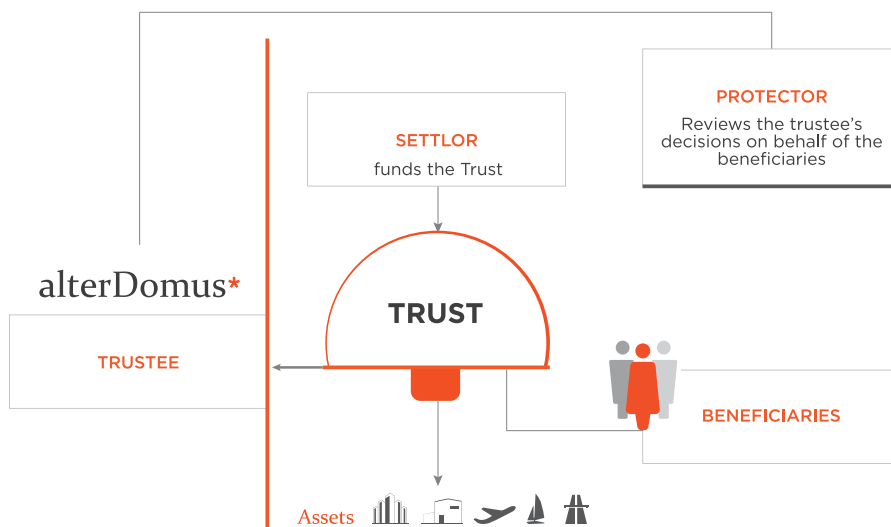 PROTECTOR
Reviews the trustee's
decisions on behalf of the
beneficiaries
SETTLOR
funds the Trust
alterDomus*
TRUST
TRUSTEE
BENEFICIARIES
Assets